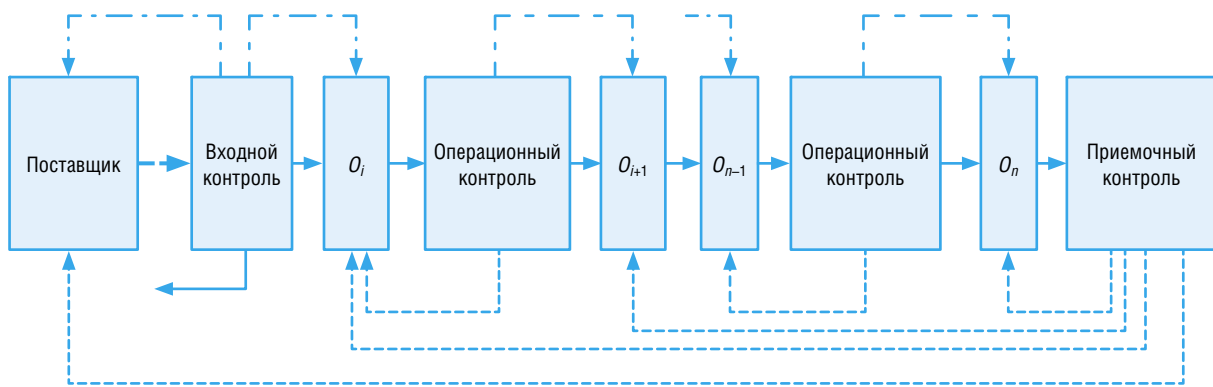 Поставщик
Входной
контроль
Oi
Операционный
контроль
Oi+1
On–1
Операционный
контроль
On
Приемочный
контроль